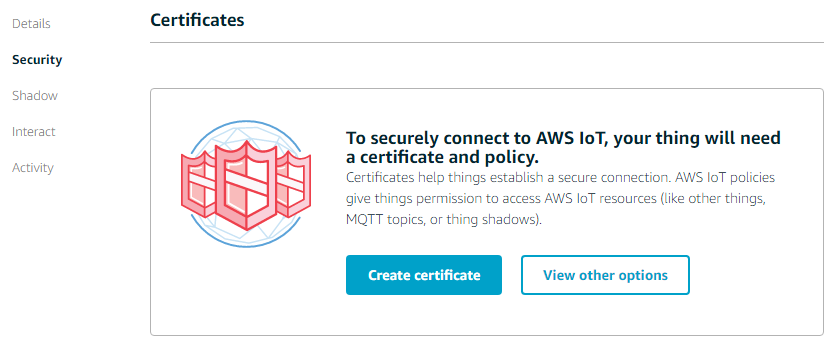 Details
Security
Shadow
Interact
Activity
Certificates
To securely connect to AWS IoT, your thing will need
a certificate and policy.
Certificates help things establish a secure connection. AWS IoT policies
give things permission to access AWS IoT resources (like other things,
MQTT topics, or thing shadows).
Create certificate
View other options